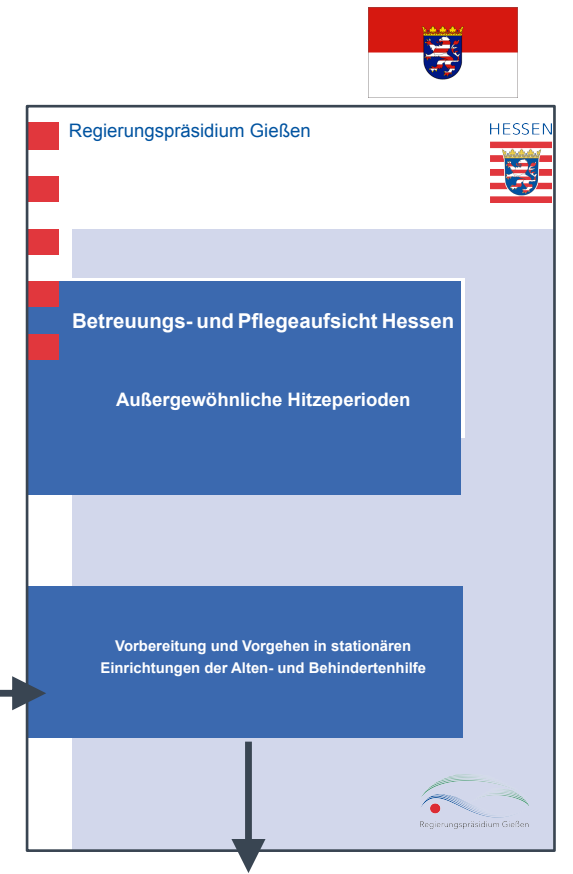 Regierungspräsidium Gießen
HESSEN
Betreuungs- und Pflegeaufsicht Hessen
Außergewöhnliche Hitzeperioden
Vorbereitung und Vorgehen in stationären
Einrichtungen der Alten- und Behindertenhilfe
Regierungspräsidium Gießen